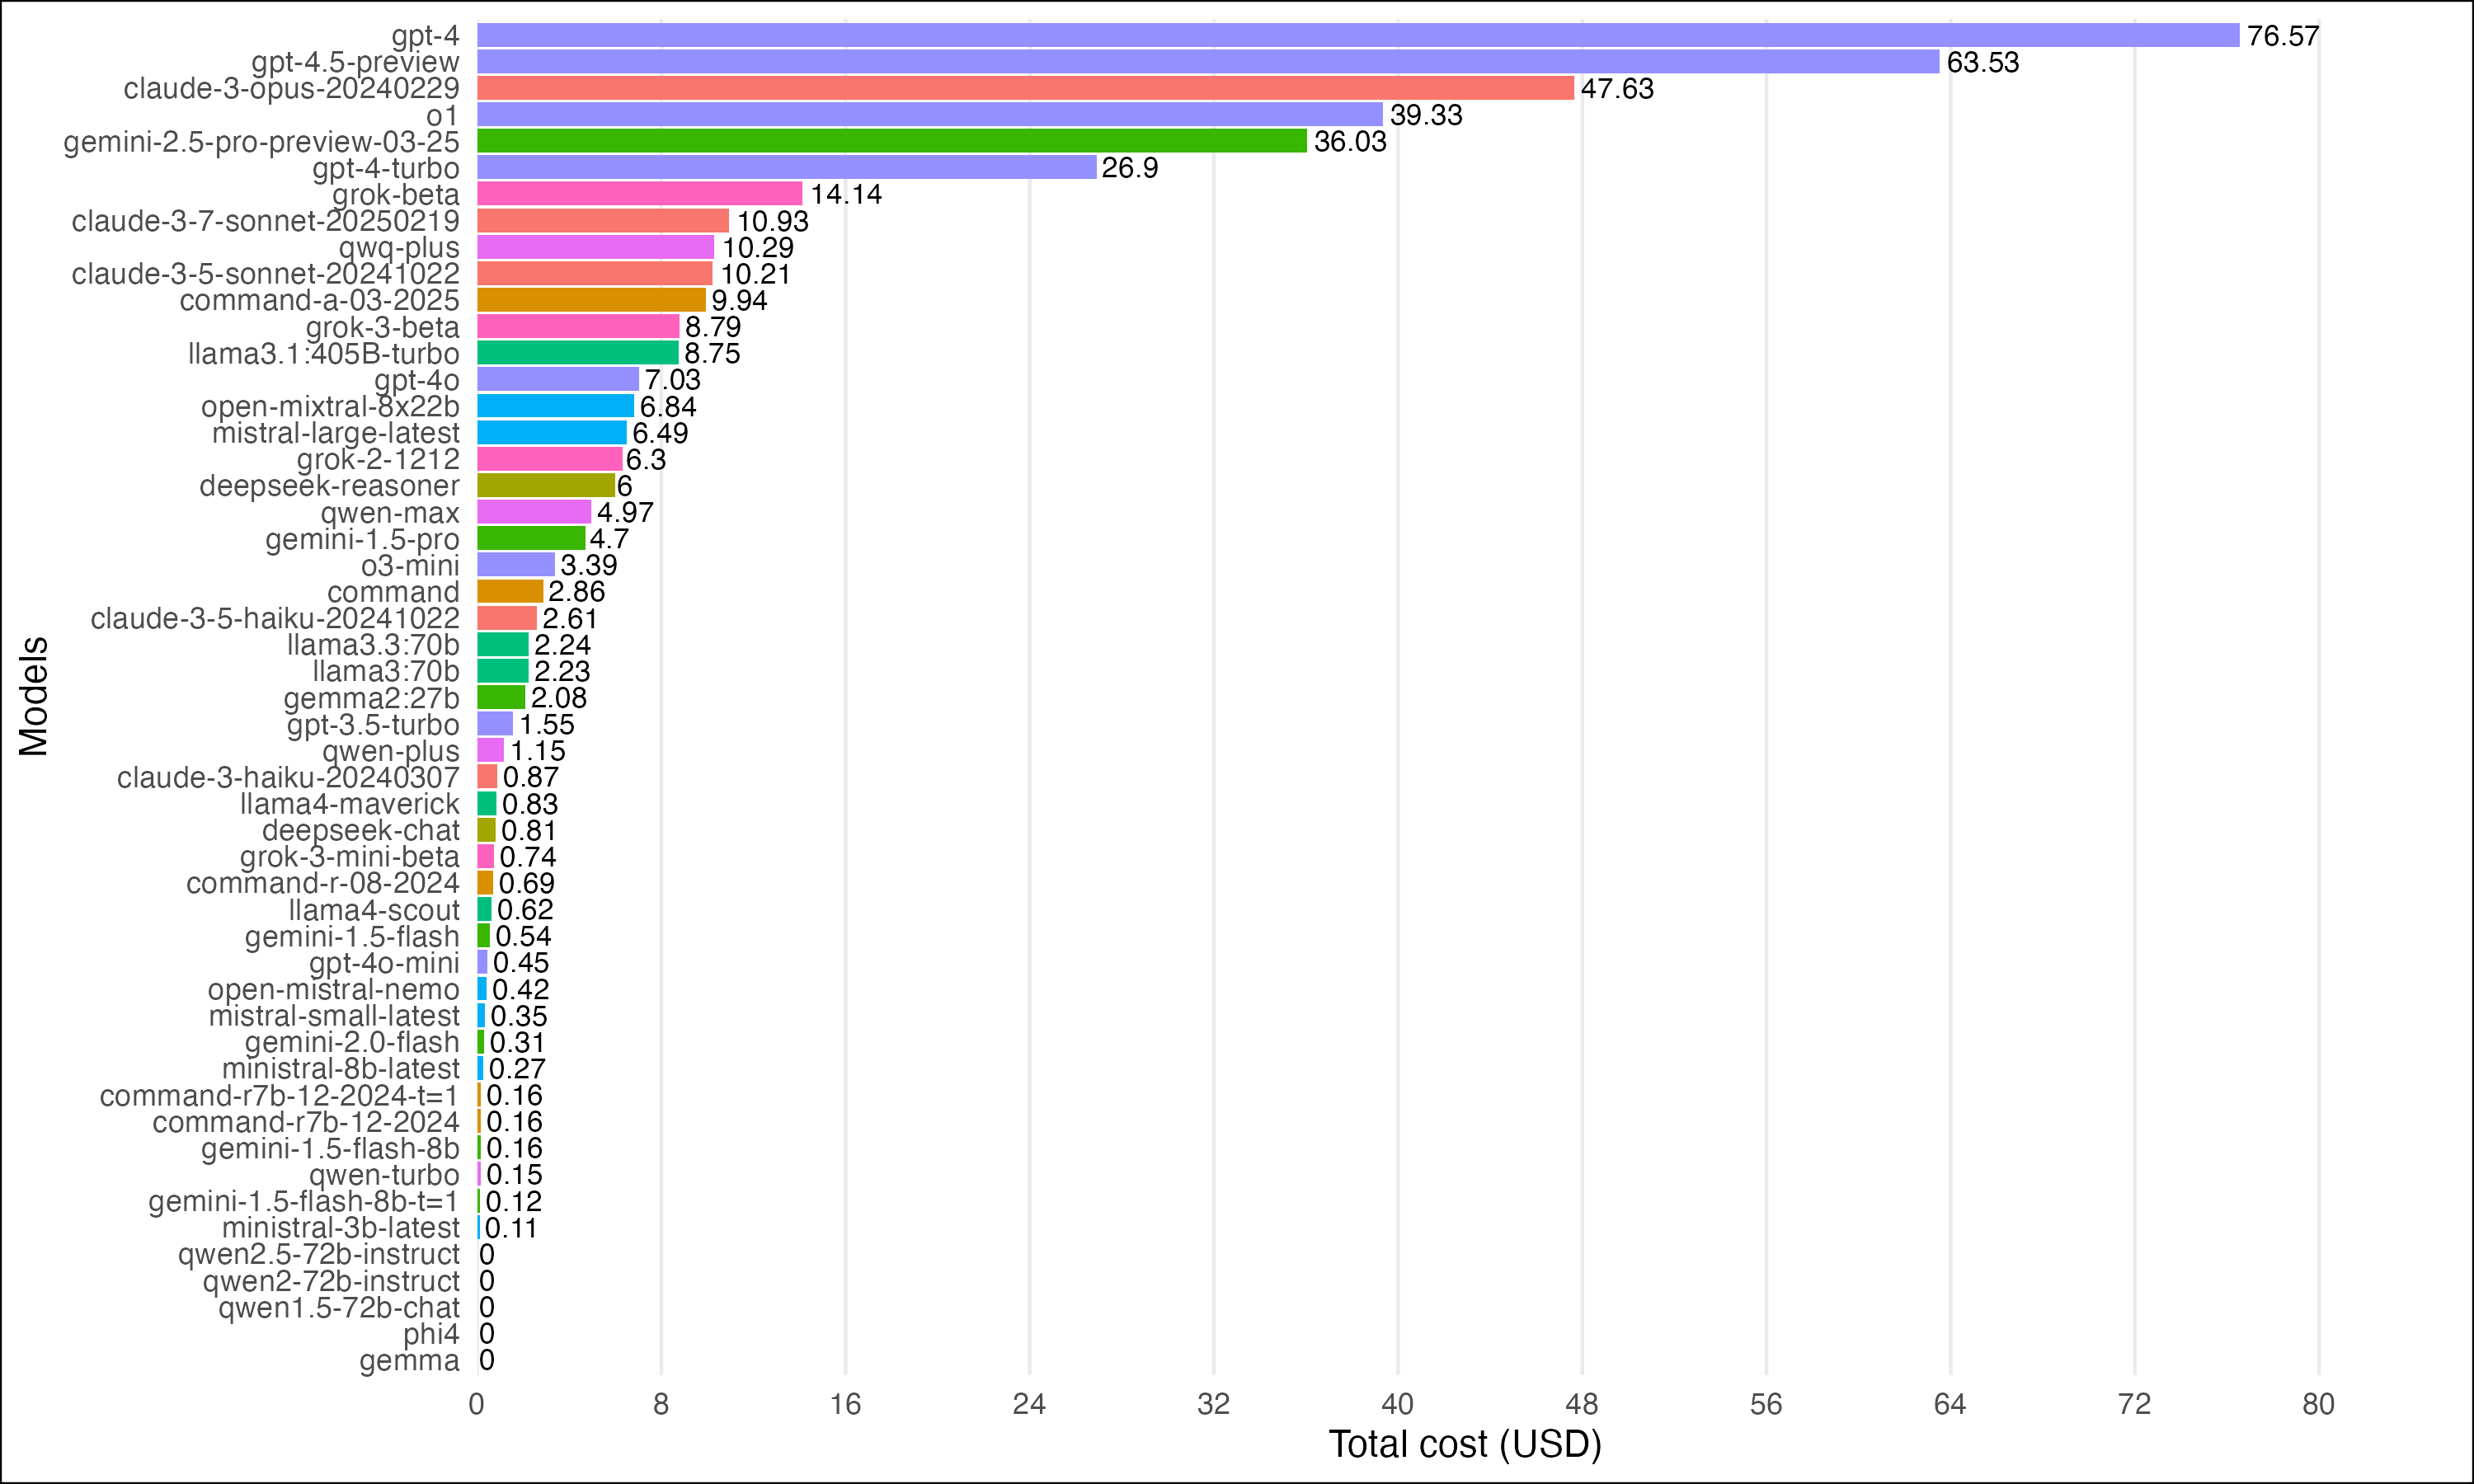 gpt-4 76.57
gpt-4.5-preview 63.53
claude-3-opus-20240229 47.63
o1 39.33
gemini-2.5-pro-preview-03-25 36.03
gpt-4-turbo 26.9
grok-beta 14.14
claude-3-7-sonnet-20250219 10.93
qwq-plus 10.29
claude-3-5-sonnet-20241022 10.21
command-a-03-2025 9.94
grok-3-beta 8.79
llama3.1:405B-turbo 8.75
gpt-4o 7.03
open-mixtral-8x22b 6.84
mistral-large-latest 6.49
grok-2-1212 6.3
deepseek-reasoner 6
qwen-max 4.97
gemini-1.5-pro 4.7
o3-mini 3.39
command 2.86
claude-3-5-haiku-20241022 2.61
llama3.3:70b 2.24
llama3:70b 2.23
gemma2:27b 2.08
gpt-3.5-turbo 1.55
qwen-plus 1.15
claude-3-haiku-20240307 0.87
llama4-maverick 0.83
deepseek-chat 0.81
grok-3-mini-beta 0.74
command-r-08-2024 0.69
llama4-scout 0.62
gemini-1.5-flash 0.54
gpt-4o-mini 0.45
open-mistral-nemo 0.42
mistral-small-latest 0.35
gemini-2.0-flash 0.31
ministral-8b-latest 0.27
command-r7b-12-2024-t=1 0.16
command-r7b-12-2024 0.16
gemini-1.5-flash-8b 0.16
qwen-turbo 0.15
gemini-1.5-flash-8b-t=1 0.12
ministral-3b-latest 0.11
qwen2.5-72b-instruct 0
qwen2-72b-instruct 0
qwen1.5-72b-chat 0
phi4 0
gemma 0
Models
0 8 16 24 32 40 48 56 64 72 80
Total cost (USD)